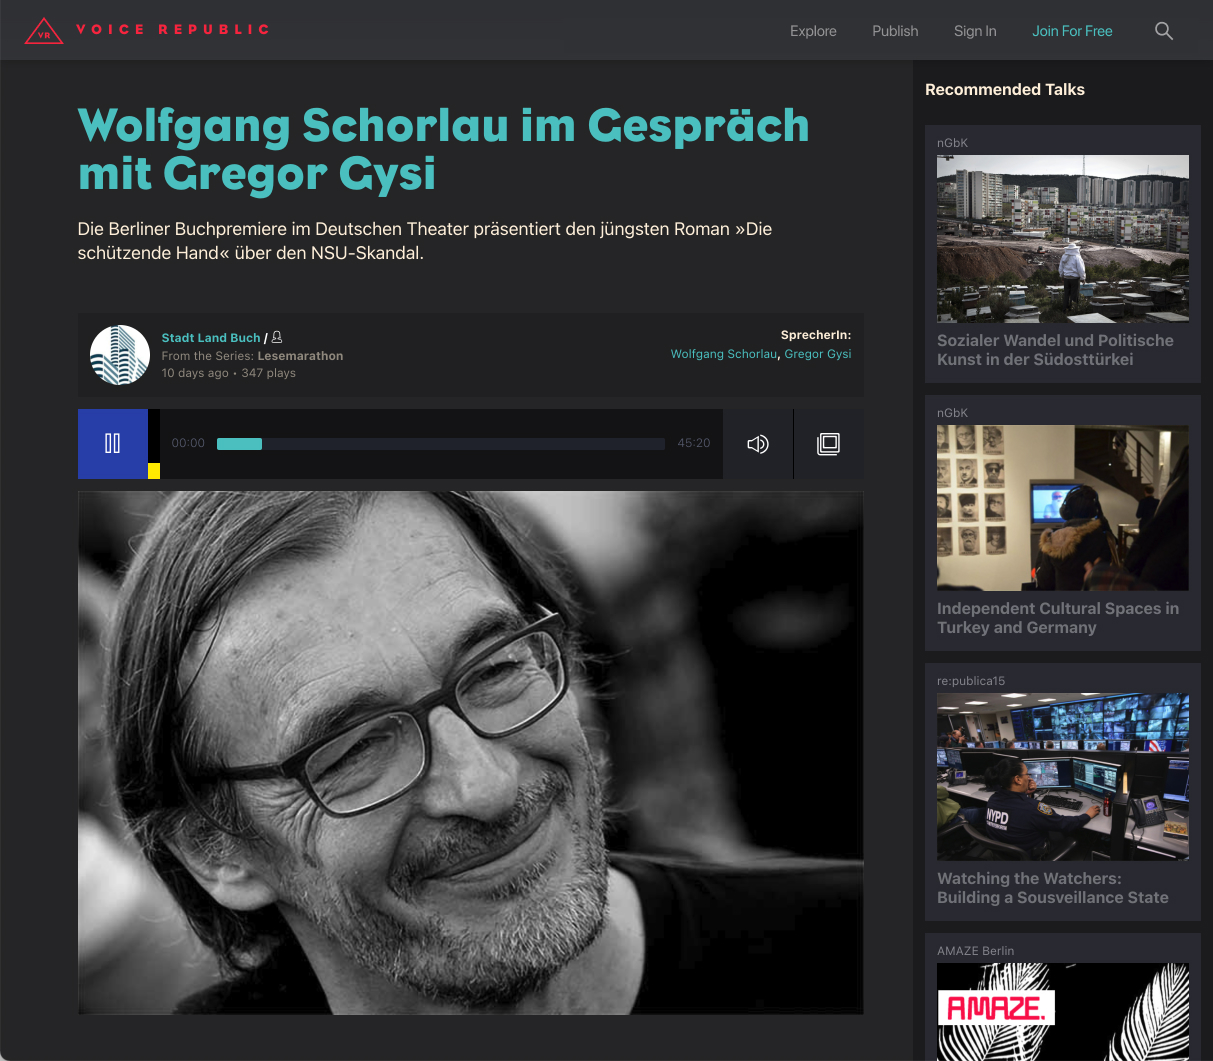 VR
VOICE REPUBLIC
Explore
Publish
Sign In
Join For Free
Wolfgang Schorlau im Gespräch
mit Gregor Gysi
Die Berliner Buchpremiere im Deutschen Theater präsentiert den jüngsten Roman »Die
schützende Hand« über den NSU-Skandal.
Stadt Land Buch /
From the Series: Lesemarathon
10 days ago • 347 plays
SprecherIn:
Wolfgang Schorlau, Gregor Gysi
00:00
45:20
Recommended Talks
nGbK
Sozialer Wandel und Politische
Kunst in der Südosttürkei
nGbK
Independent Cultural Spaces in
Turkey and Germany
re:publica15
NYPD
Watching the Watchers:
Building a Sousveillance State
AMAZE Berlin
AMAZE.